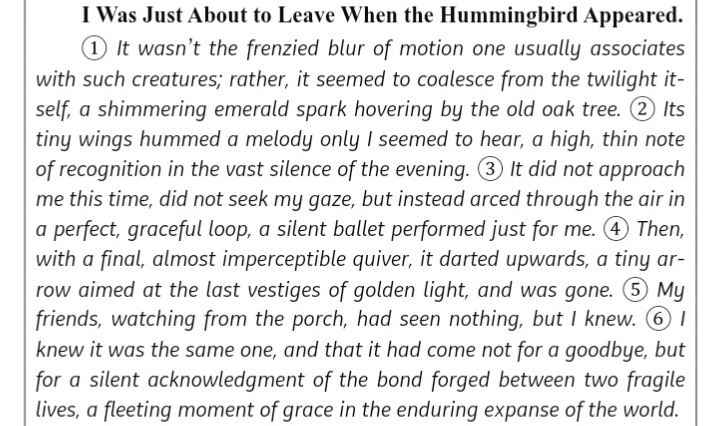 I Was Just About to Leave When the Hummingbird Appeared.
① It wasn't the frenzied blur of motion one usually associates
with such creatures; rather, it seemed to coalesce from the twilight it-
self, a shimmering emerald spark hovering by the old oak tree. ② Its
tiny wings hummed a melody only I seemed to hear, a high, thin note
of recognition in the vast silence of the evening. ③ It did not approach
me this time, did not seek my gaze, but instead arced through the air in
a perfect, graceful loop, a silent ballet performed just for me. ④ Then,
with a final, almost imperceptible quiver, it darted upwards, a tiny ar-
row aimed at the last vestiges of golden light, and was gone. ⑤ My
friends, watching from the porch, had seen nothing, but I knew. ⑥ I
knew it was the same one, and that it had come not for a goodbye, but
for a silent acknowledgment of the bond forged between two fragile
lives, a fleeting moment of grace in the enduring expanse of the world.